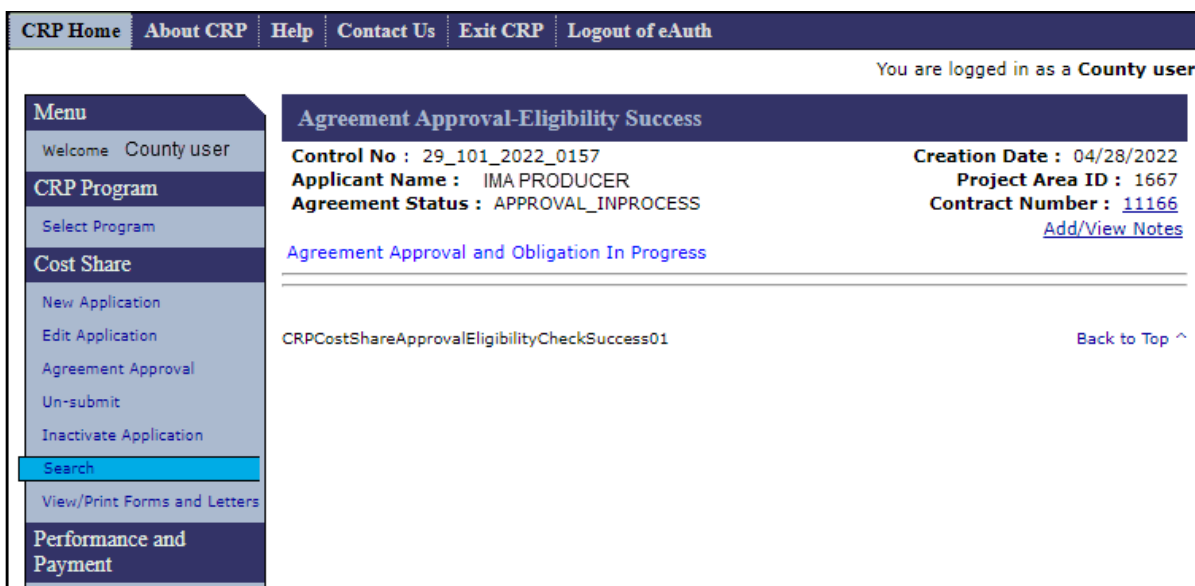 CRP Home About CRP Help Contact Us Exit CRP Logout of eAuth
You are logged in as a County user
Menu
Welcome County user
CRP Program
Select Program
Cost Share
New Application
Edit Application
Agreement Approval
Un-submit
Inactivate Application
Search
View/Print Forms and Letters
Performance and
Payment
Agreement Approval-Eligibility Success
Control No : 29_101_2022_0157 Creation Date : 04/28/2022
Applicant Name : IMA PRODUCER Project Area ID : 1667
Agreement Status : APPROVAL_INPROCESS Contract Number : 11166
Add/View Notes
Agreement Approval and Obligation In Progress
CRPCostShareApprovalEligibilityCheckSuccess01 Back to Top ^